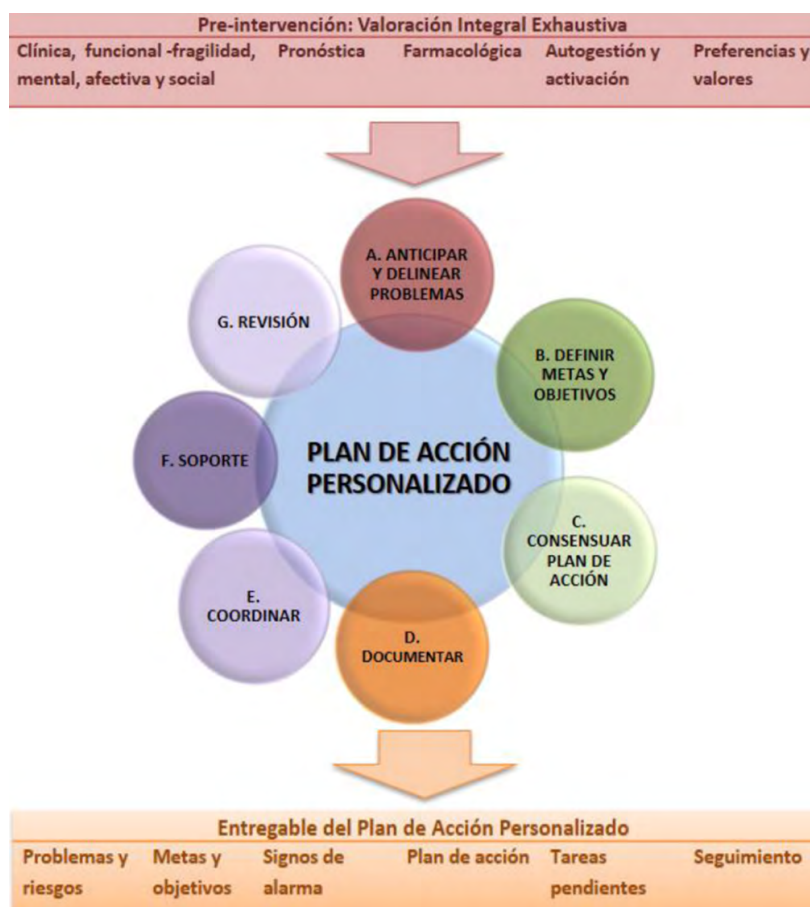 Pre-intervención: Valoración Integral Exhaustiva
Clínica, funcional -fragilidad, mental, afectiva y social
Pronóstica
Farmacológica
Autogestión y activación
Preferencias y valores
A. ANTICIPAR
Y DELINEAR
PROBLEMAS
B. DEFINIR
METAS Y
OBJETIVOS
C.
CONSENSUAR
PLAN DE
ACCIÓN
D.
DOCUMENTAR
E.
COORDINAR
F. SOPORTE
G. REVISIÓN
PLAN DE ACCIÓN
PERSONALIZADO
Entregable del Plan de Acción Personalizado
Problemas y riesgos
Metas y objetivos
Signos de alarma
Plan de acción
Tareas pendientes
Seguimiento